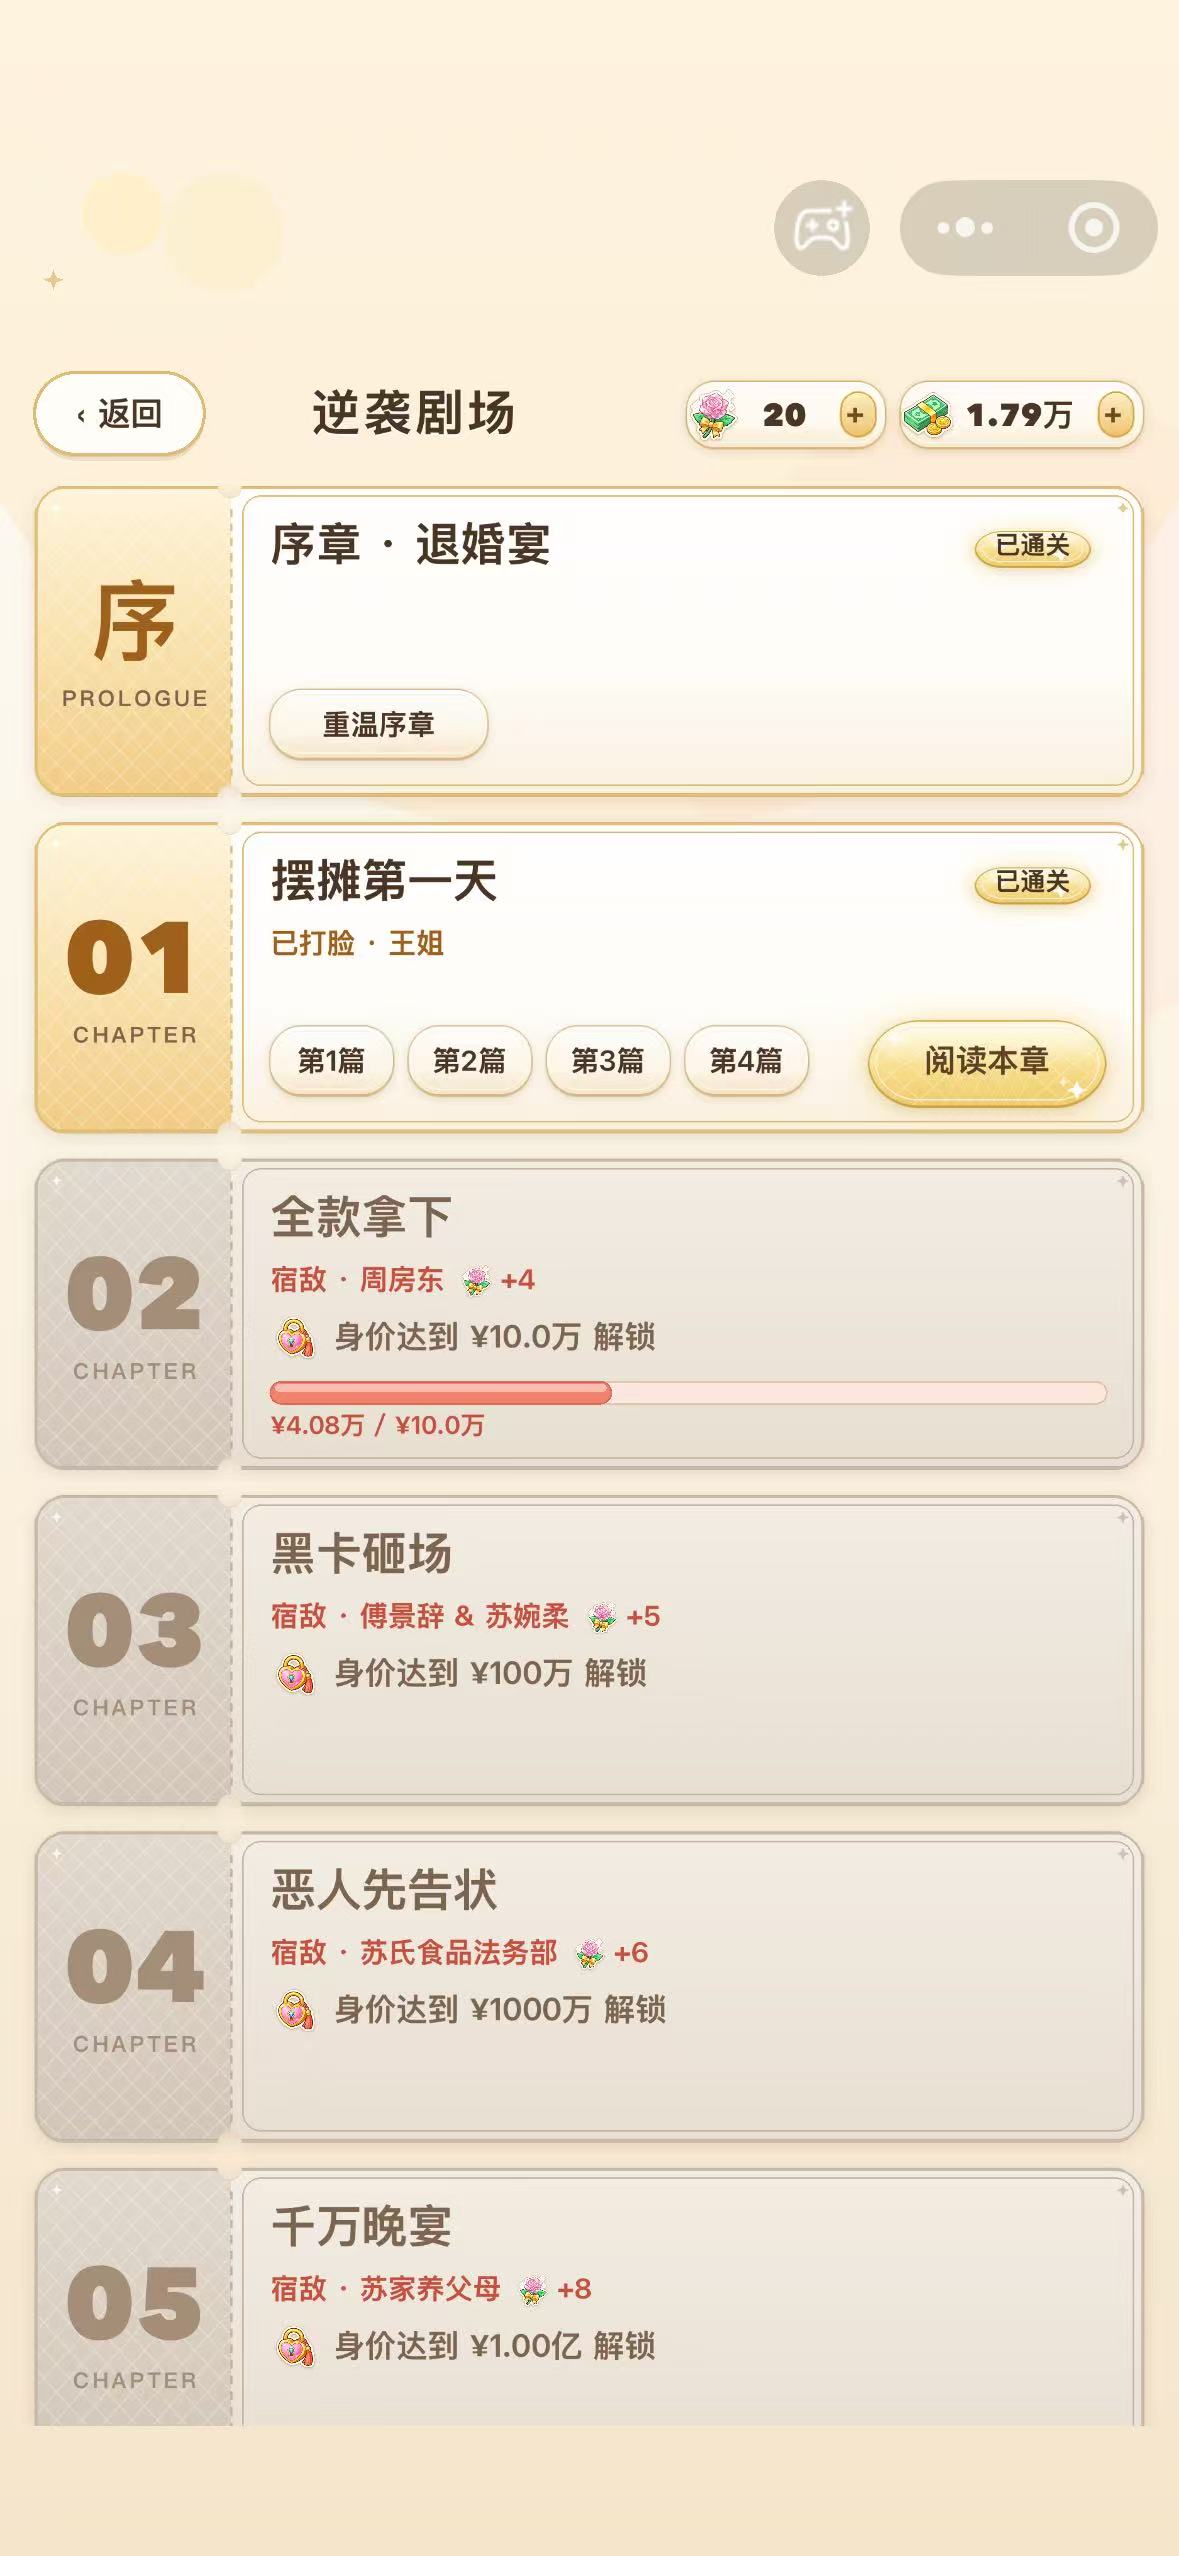 ‹ 返回
逆袭剧场
20 +
1.79万 +
序
PROLOGUE
序章 · 退婚宴
已通关
重温序章
01
CHAPTER
摆摊第一天
已通关
已打脸 · 王姐
第1篇 第2篇 第3篇 第4篇
阅读本章
02
CHAPTER
全款拿下
宿敌 · 周房东 +4
身价达到 ¥10.0万 解锁
¥4.08万 / ¥10.0万
03
CHAPTER
黑卡砸场
宿敌 · 傅景辞 & 苏婉柔 +5
身价达到 ¥100万 解锁
04
CHAPTER
恶人先告状
宿敌 · 苏氏食品法务部 +6
身价达到 ¥1000万 解锁
05
CHAPTER
千万晚宴
宿敌 · 苏家养父母 +8
身价达到 ¥1.00亿 解锁